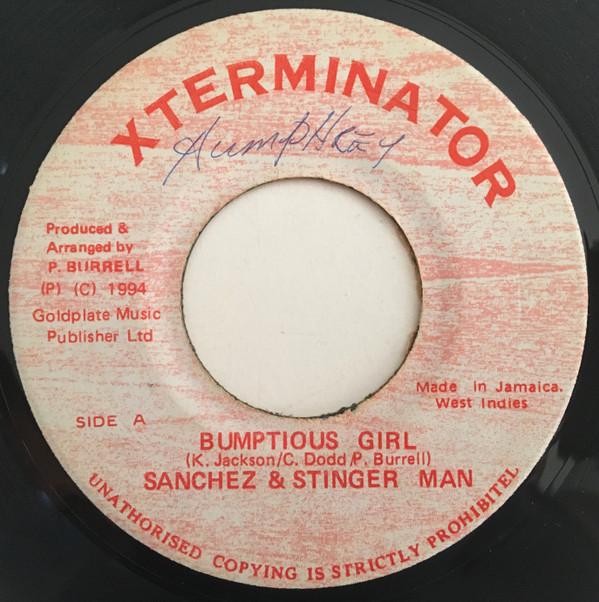 XTERMINATOR
Humphrey
Produced &
Arranged by
P. BURRELL
(P) (C) 1994
Goldplate Music
Publisher Ltd
Made in Jamaica.
West Indies
SIDE A
BUMPTIOUS GIRL
(K. Jackson/C. Dodd/P. Burrell)
SANCHEZ & STINGER MAN
UNATHORISED COPYING IS STRICTLY PROHIBITEL